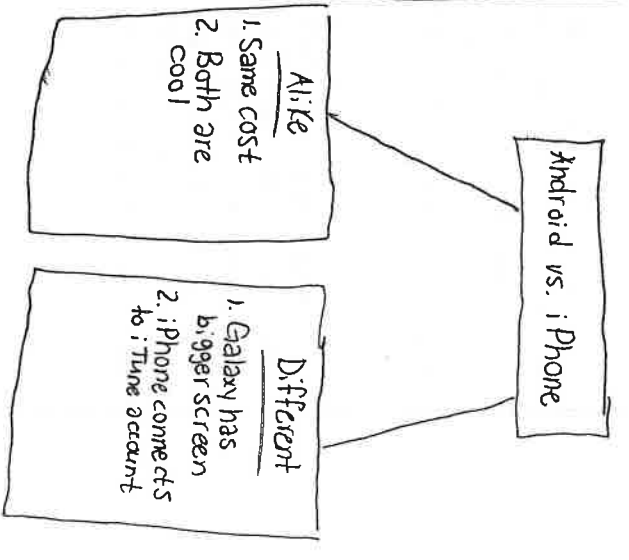 Android vs. iPhone
Alike
1. Same cost
2. Both are
cool
Different
1. Galaxy has
bigger screen
2. iPhone connects
to iTune account